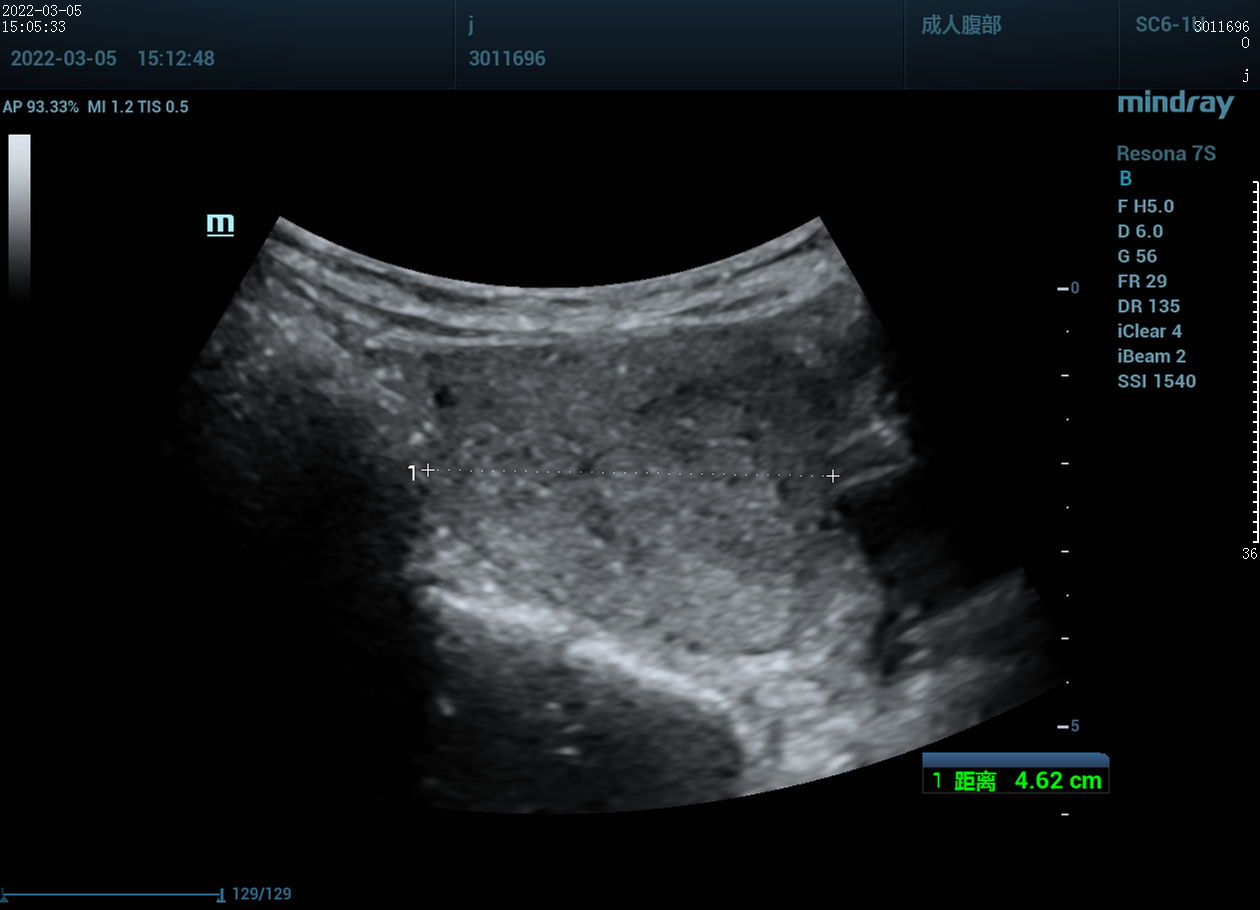 2022-03-05
15:05:33
2022-03-05 15:12:48
j
3011696
成人腹部
SC6-1U
3011696
0
j
AP 93.33% MI 1.2 TIS 0.5
mindray
Resona 7S
B
F H5.0
D 6.0
G 56
FR 29
DR 135
iClear 4
iBeam 2
SSI 1540
m
0
1
36
5
1 距离 4.62 cm
129/129